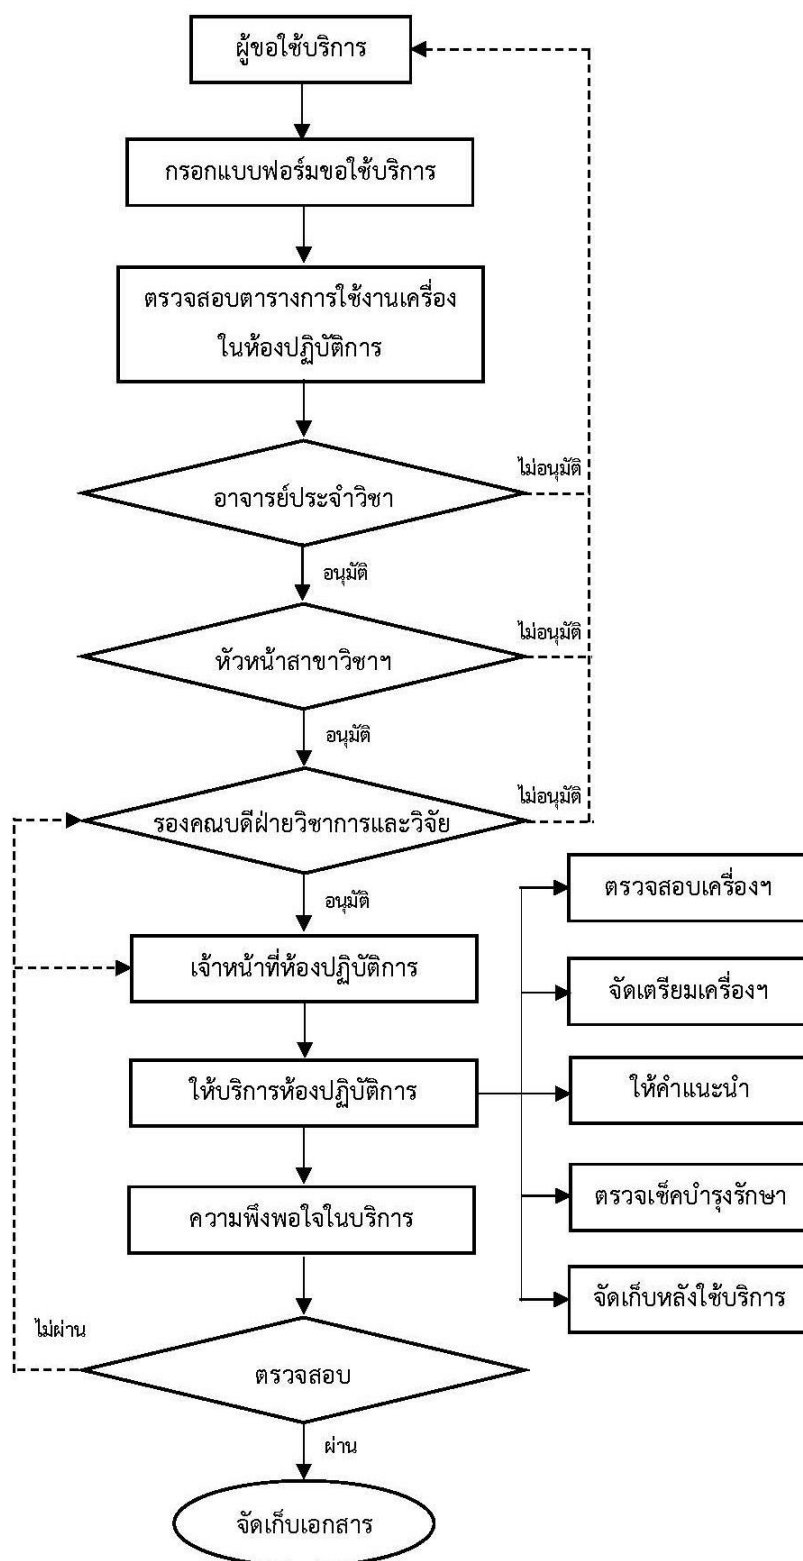 ผู้ขอใช้บริการ
กรอกแบบฟอร์มขอใช้บริการ
ตรวจสอบตารางการใช้งานเครื่อง
ในห้องปฏิบัติการ
ไม่อนุมัติ
อาจารย์ประจำวิชา
อนุมัติ
ไม่อนุมัติ
หัวหน้าสาขาวิชาฯ
อนุมัติ
ไม่อนุมัติ
รองคณบดีฝ่ายวิชาการและวิจัย
อนุมัติ
เจ้าหน้าที่ห้องปฏิบัติการ
ให้บริการห้องปฏิบัติการ
ตรวจสอบเครื่องฯ
จัดเตรียมเครื่องฯ
ให้คำแนะนำ
ตรวจเช็คบำรุงรักษา
จัดเก็บหลังใช้บริการ
ความพึงพอใจในบริการ
ไม่ผ่าน
ตรวจสอบ
ผ่าน
จัดเก็บเอกสาร